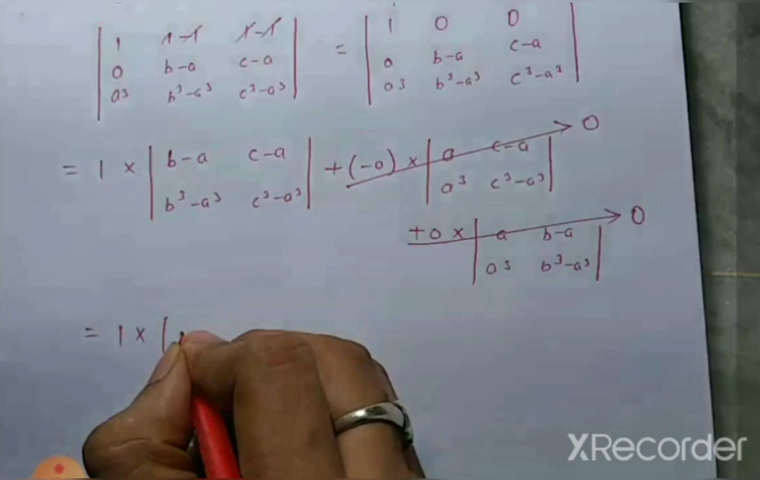 | 1 1-1 1-1 | = | 1 0 0 |
| 0 b-a c-a | | a b-a c-a |
| a³ b³-a³ c³-a³ | | a³ b³-a³ c³-a³ |
= 1 × | b-a c-a | + (-0) × | a c-a | → 0
| b³-a³ c³-a³ | | a³ c³-a³ |
+0 × | a b-a | → 0
| a³ b³-a³ |
= 1 × |
XRecorder